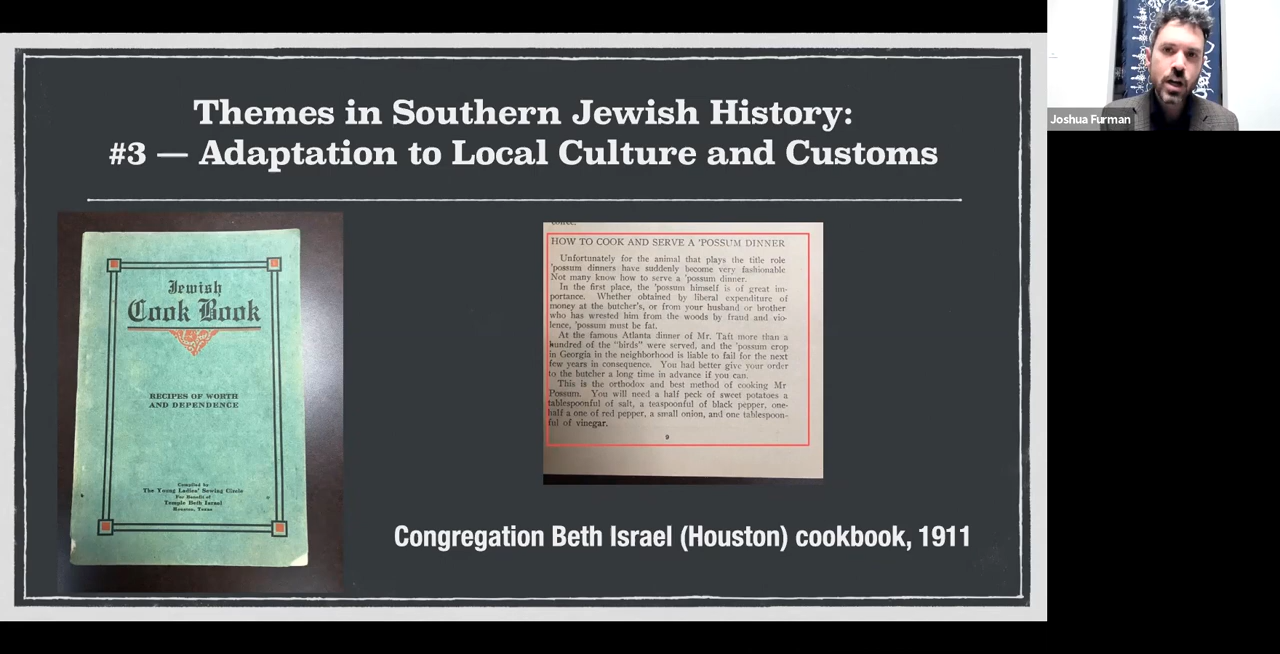 Themes in Southern Jewish History:
#3 — Adaptation to Local Culture and Customs
Jewish
Cook Book
RECIPES OF WORTH
AND DEPENDENCE
Compiled by
The Young Ladies' Sewing Circle
For Benefit of
Temple Beth Israel
Houston, Texas
HOW TO COOK AND SERVE A 'POSSUM DINNER
Unfortunately for the animal that plays the title role
'possum dinners have suddenly become very fashionable
Not many know how to serve a 'possum dinner.
In the first place, the 'possum himself is of great im-
portance. Whether obtained by liberal expenditure of
money at the butcher's, or from your husband or brother
who has wrested him from the woods by fraud and vio-
lence, 'possum must be fat.
At the famous Atlanta dinner of Mr. Taft more than a
hundred of the "birds" were served, and the 'possum crop
in Georgia in the neighborhood is liable to fail for the next
few years in consequence. You had better give your order
to the butcher a long time in advance if you can.
This is the orthodox and best method of cooking Mr
Possum. You will need a half peck of sweet potatoes a
tablespoonful of salt, a teaspoonful of black pepper, one-
half a one of red pepper, a small onion, and one tablespoon-
ful of vinegar.
9
Congregation Beth Israel (Houston) cookbook, 1911
Joshua Furman